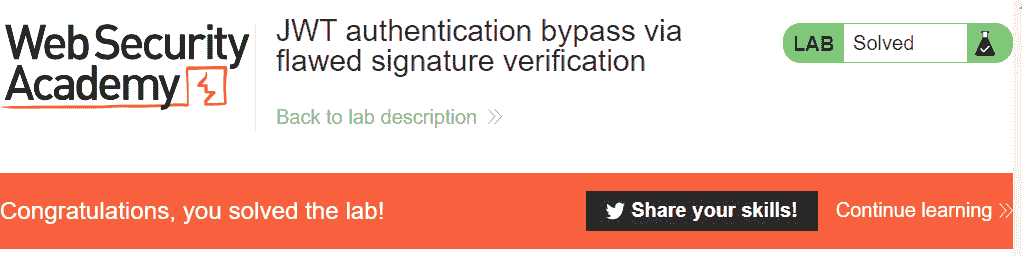 Web Security
Academy
JWT authentication bypass via
flawed signature verification
Back to lab description
LAB Solved
Congratulations, you solved the lab!
Share your skills!
Continue learning